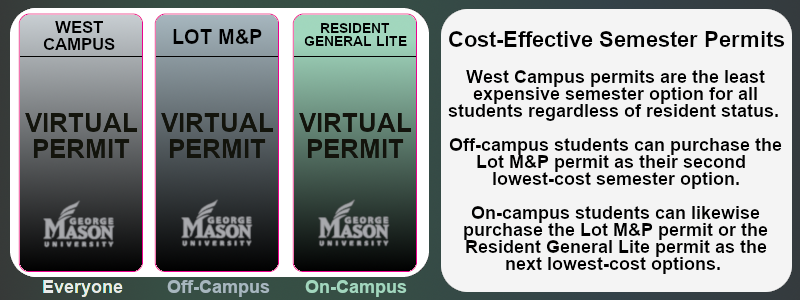 WEST
CAMPUS
VIRTUAL
PERMIT
GEORGE
MASON
UNIVERSITY
Everyone
LOT M&P
VIRTUAL
PERMIT
GEORGE
MASON
UNIVERSITY
Off-Campus
RESIDENT
GENERAL LITE
VIRTUAL
PERMIT
GEORGE
MASON
UNIVERSITY
On-Campus
Cost-Effective Semester Permits
West Campus permits are the least
expensive semester option for all
students regardless of resident status.
Off-campus students can purchase the
Lot M&P permit as their second
lowest-cost semester option.
On-campus students can likewise
purchase the Lot M&P permit or the
Resident General Lite permit as the
next lowest-cost options.